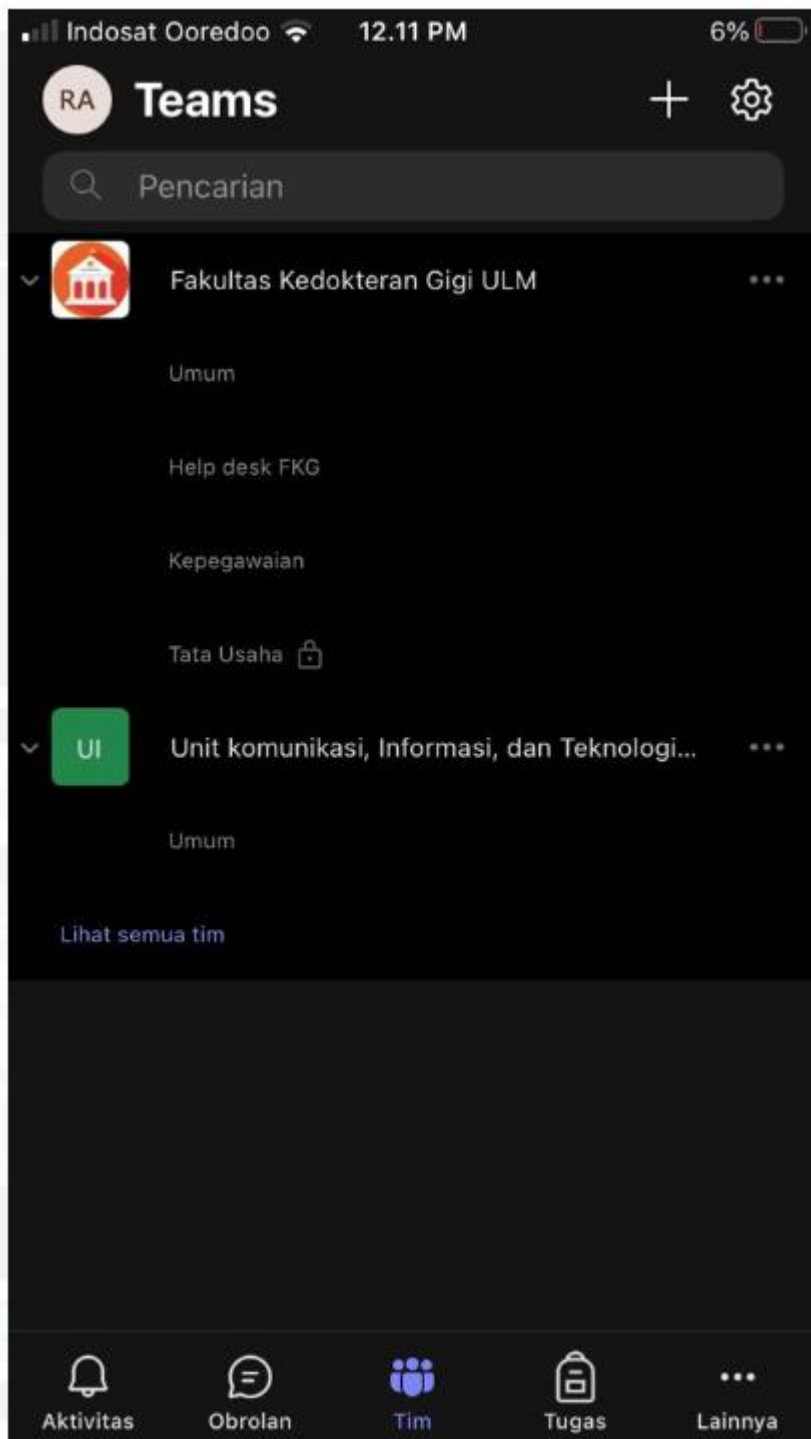 Indosat Ooredoo 12.11 PM 6%
RA Teams
Pencarian
Fakultas Kedokteran Gigi ULM
Umum
Help desk FKG
Kepegawaian
Tata Usaha
UI Unit komunikasi, Informasi, dan Teknologi...
Umum
Lihat semua tim
Aktivitas Obrolan Tim Tugas Lainnya